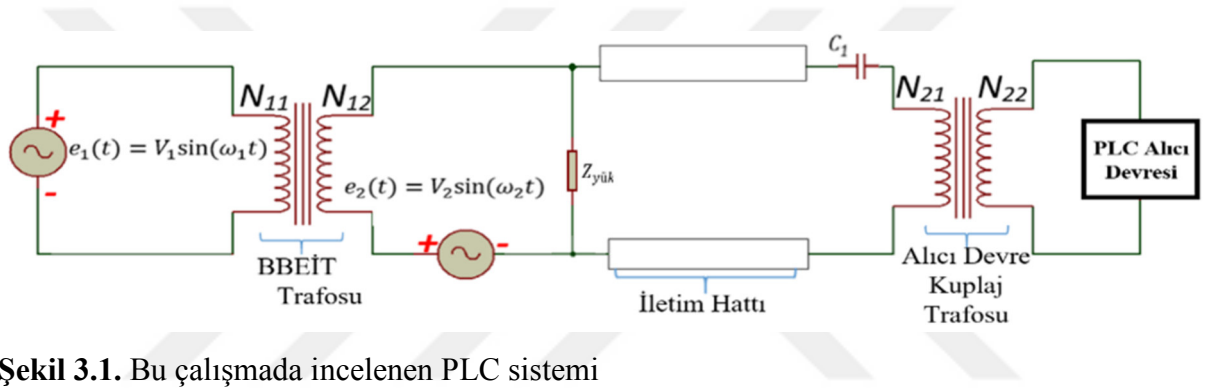 C₁
N₁₁ N₁₂
N₂₁ N₂₂
+
e₁(t) = V₁sin(ω₁t)
-
PLC Alıcı
Devresi
Z_yük
e₂(t) = V₂sin(ω₂t)
+ -
BBEİT
Trafosu
İletim Hattı
Alıcı Devre
Kuplaj
Trafosu
Şekil 3.1. Bu çalışmada incelenen PLC sistemi